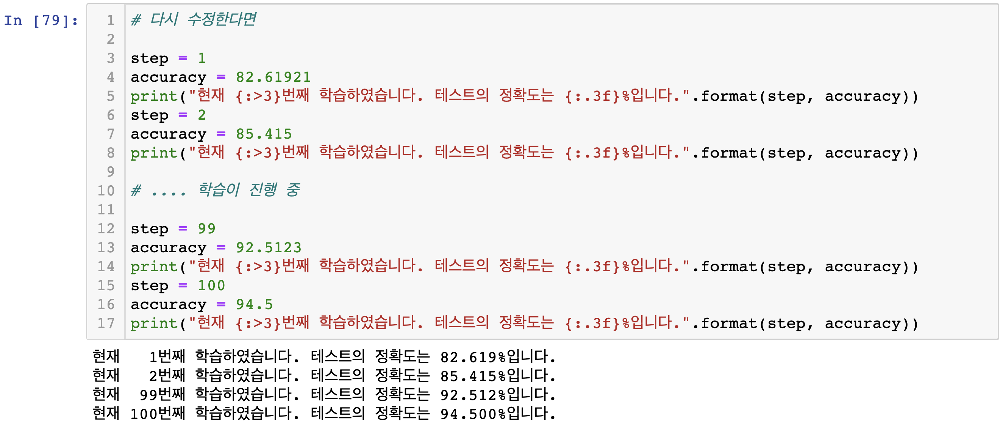 In [79]:
1 # 다시 수정한다면
2
3 step = 1
4 accuracy = 82.61921
5 print("현재 {:>3}번째 학습하였습니다. 테스트의 정확도는 {:.3f}%입니다.".format(step, accuracy))
6 step = 2
7 accuracy = 85.415
8 print("현재 {:>3}번째 학습하였습니다. 테스트의 정확도는 {:.3f}%입니다.".format(step, accuracy))
9
10 # .... 학습이 진행 중
11
12 step = 99
13 accuracy = 92.5123
14 print("현재 {:>3}번째 학습하였습니다. 테스트의 정확도는 {:.3f}%입니다.".format(step, accuracy))
15 step = 100
16 accuracy = 94.5
17 print("현재 {:>3}번째 학습하였습니다. 테스트의 정확도는 {:.3f}%입니다.".format(step, accuracy))
현재   1번째 학습하였습니다. 테스트의 정확도는 82.619%입니다.
현재   2번째 학습하였습니다. 테스트의 정확도는 85.415%입니다.
현재  99번째 학습하였습니다. 테스트의 정확도는 92.512%입니다.
현재 100번째 학습하였습니다. 테스트의 정확도는 94.500%입니다.